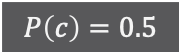 P(c) = 0.5